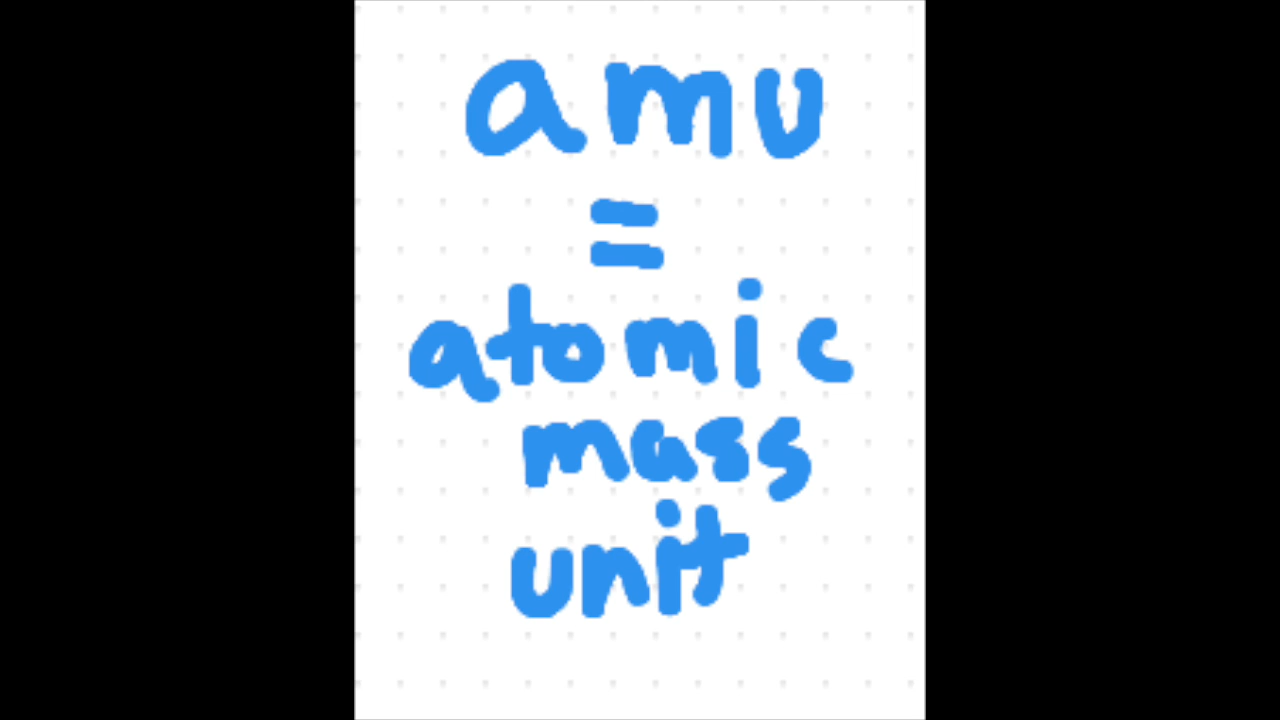 amu
=
atomic
mass
unit